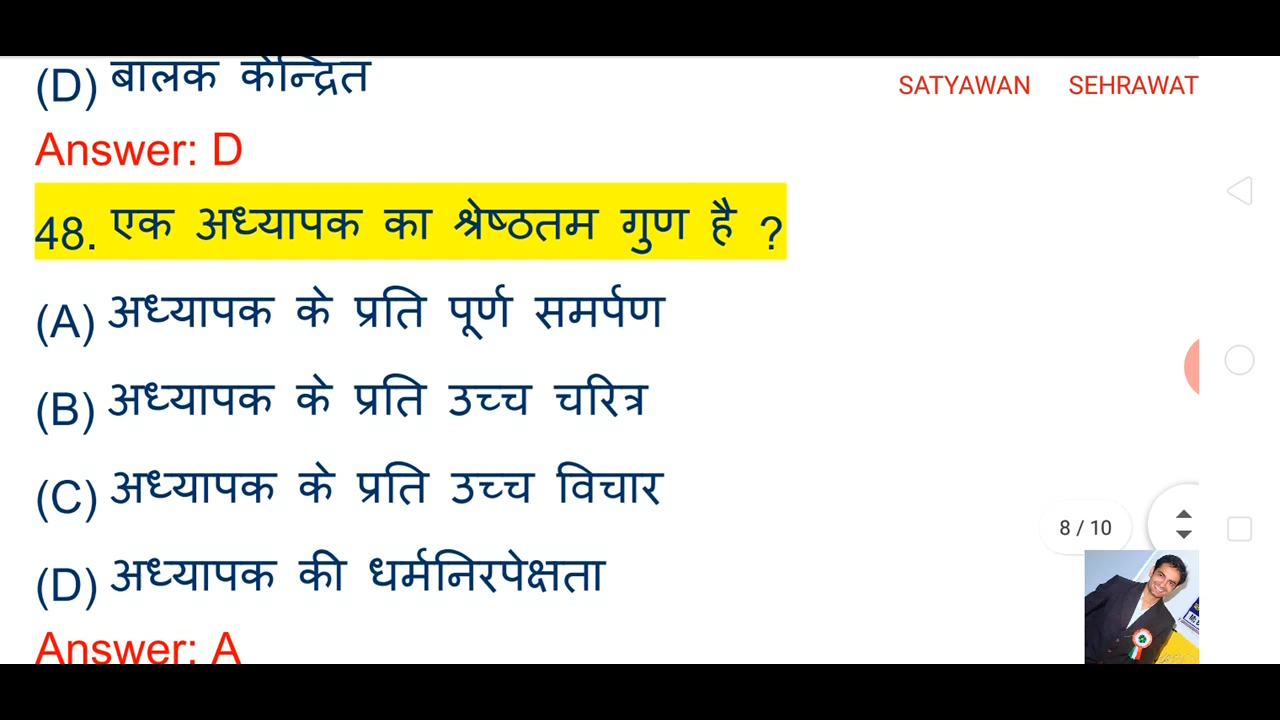 (D) बालक केन्द्रित
SATYAWAN SEHRAWAT
Answer: D
48. एक अध्यापक का श्रेष्ठतम गुण है ?
(A) अध्यापक के प्रति पूर्ण समर्पण
(B) अध्यापक के प्रति उच्च चरित्र
(C) अध्यापक के प्रति उच्च विचार
8 / 10
(D) अध्यापक की धर्मनिरपेक्षता
Answer: A